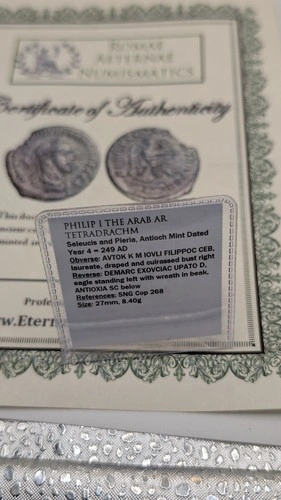 ROMAE
AETERNAE
NUMISMATICS
Certificate of Authenticity
This
PHILIP I THE ARAB AR
TETRADRACHM
Seleucis and Pieria, Antioch Mint Dated
Year 4 = 249 AD
Obverse: AVTOK K M IOVLI FILIPPOC CEB,
laureate, draped and cuirassed bust right
Reverse: DEMARC EXOVCIAC UPATO D,
eagle standing left with wreath in beak,
ANTIOXIA SC below
References: SNG Cop 268
Size: 27mm, 8.40g